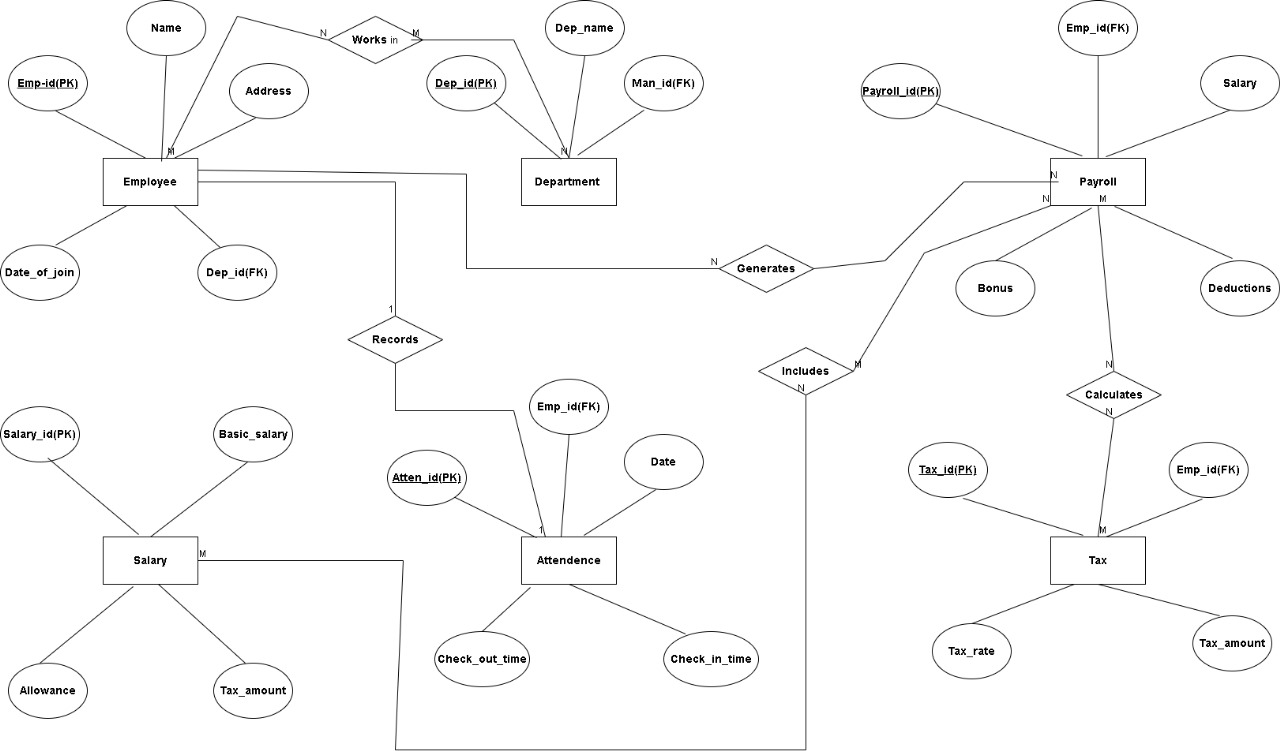 Name
N
Works in
M
Dep_name
Emp_id(FK)
Emp-id(PK)
Address
Dep_id(PK)
Man_id(FK)
Payroll_id(PK)
Salary
M
N
Employee
Department
N
Payroll
N
M
Date_of_join
Dep_id(FK)
N
Generates
Bonus
Deductions
1
Records
Includes
M
N
N
Calculates
N
Emp_id(FK)
Salary_id(PK)
Basic_salary
Date
Atten_id(PK)
Tax_id(PK)
Emp_id(FK)
1
M
M
Salary
Attendence
Tax
Check_out_time
Check_in_time
Tax_rate
Tax_amount
Allowance
Tax_amount